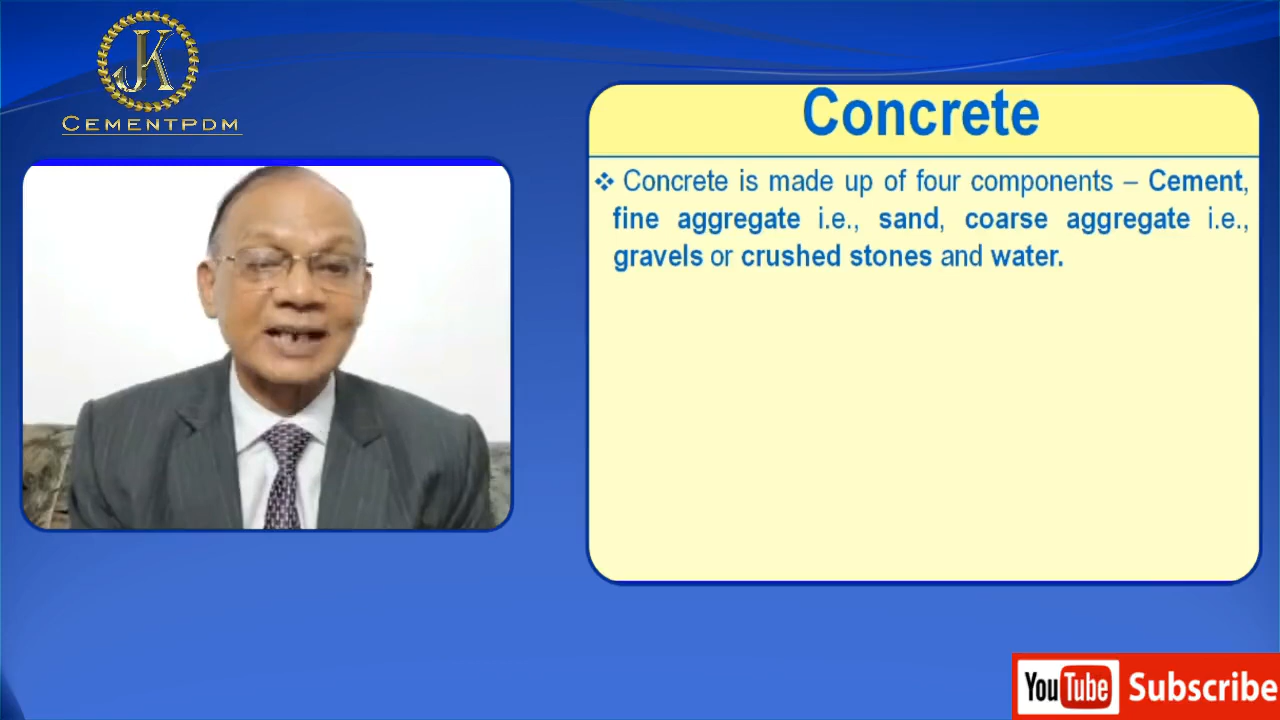 JK
CEMENTPDM
Concrete
❖ Concrete is made up of four components – Cement,
fine aggregate i.e., sand, coarse aggregate i.e.,
gravels or crushed stones and water.
YouTube Subscribe